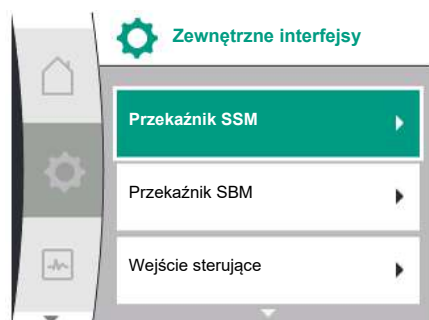 Zewnętrzne interfejsy
Przekaźnik SSM
Przekaźnik SBM
Wejście sterujące